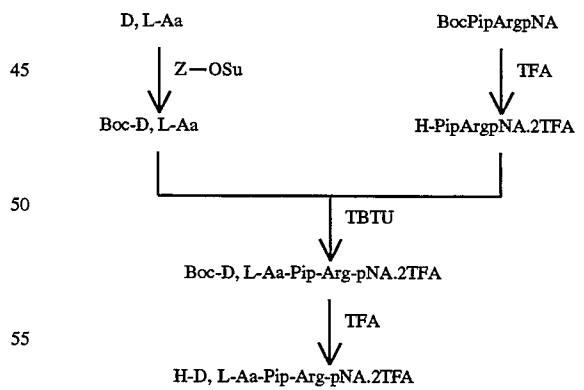 D, L-Aa BocPipArgpNA
45 Z—OSu TFA
Boc-D, L-Aa H-PipArgpNA.2TFA
50 TBTU
Boc-D, L-Aa-Pip-Arg-pNA.2TFA
TFA
55
H-D, L-Aa-Pip-Arg-pNA.2TFA